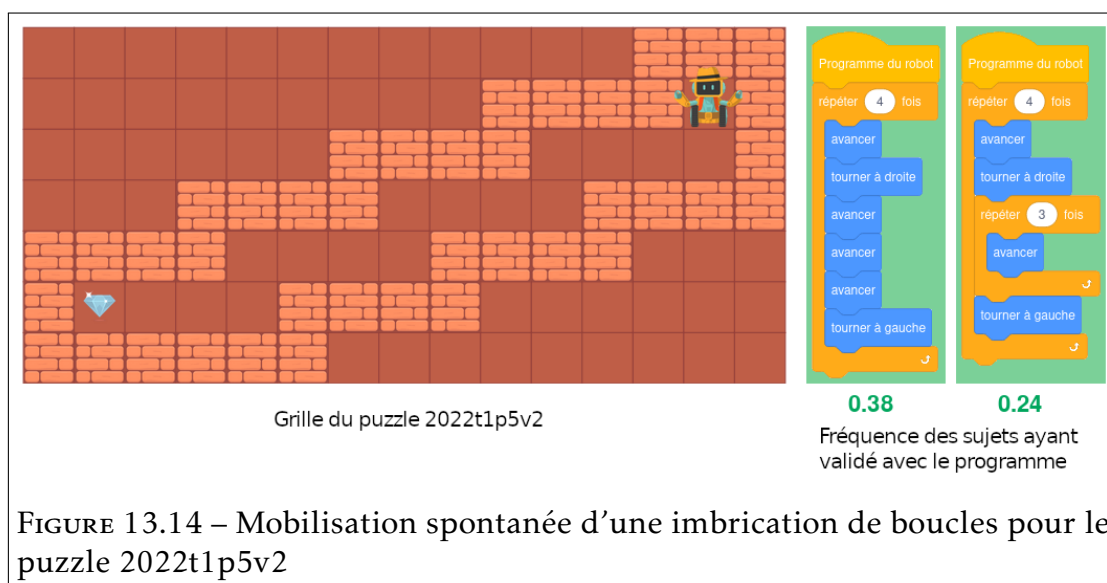 Programme du robot
répéter 4 fois
avancer
tourner à droite
avancer
avancer
avancer
tourner à gauche
Programme du robot
répéter 4 fois
avancer
tourner à droite
répéter 3 fois
avancer
tourner à gauche
Grille du puzzle 2022t1p5v2
0.38
0.24
Fréquence des sujets ayant
validé avec le programme
FIGURE 13.14 – Mobilisation spontanée d'une imbrication de boucles pour le
puzzle 2022t1p5v2